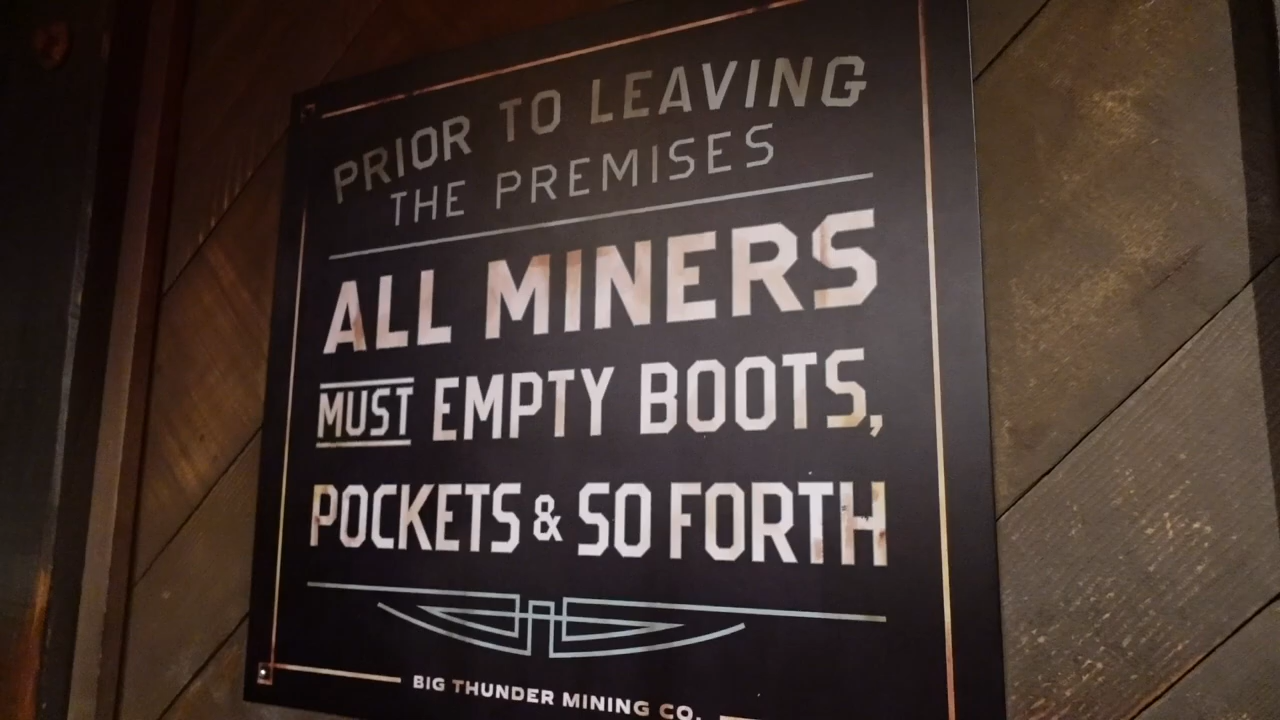 PRIOR TO LEAVING
THE PREMISES
ALL MINERS
MUST EMPTY BOOTS,
POCKETS & SO FORTH
BIG THUNDER MINING CO.